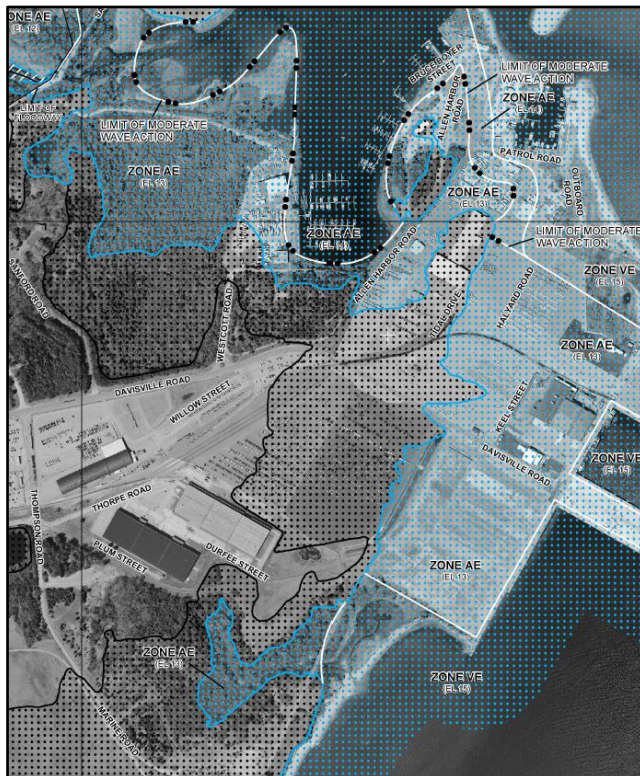 ZONE AE
(EL 12)
LIMIT OF
FLOODWAY
LIMIT OF MODERATE
WAVE ACTION
BRUCE BOYER
STREET
ALLEN HARBOR
ROAD
LIMIT OF MODERATE
WAVE ACTION
ZONE AE
PATROL ROAD
OUTBOARD
ROAD
ZONE AE
(EL 13)
ZONE AE
(EL 13)
ZONE AE
LIMIT OF MODERATE
WAVE ACTION
ALLEN HARBOR ROAD
SANFORD ROAD
WESTCOTT ROAD
TIDAL DRIVE
HALYARD ROAD
ZONE VE
(EL 15)
ZONE AE
(EL 13)
DAVISVILLE ROAD
WILLOW STREET
KEEL STREET
DAVISVILLE ROAD
ZONE VE
(EL 15)
THOMPSON ROAD
THORPE ROAD
PLUM STREET
DURFEE STREET
ZONE AE
(EL 13)
ZONE AE
(EL 13)
ZONE VE
(EL 15)
MARINE ROAD